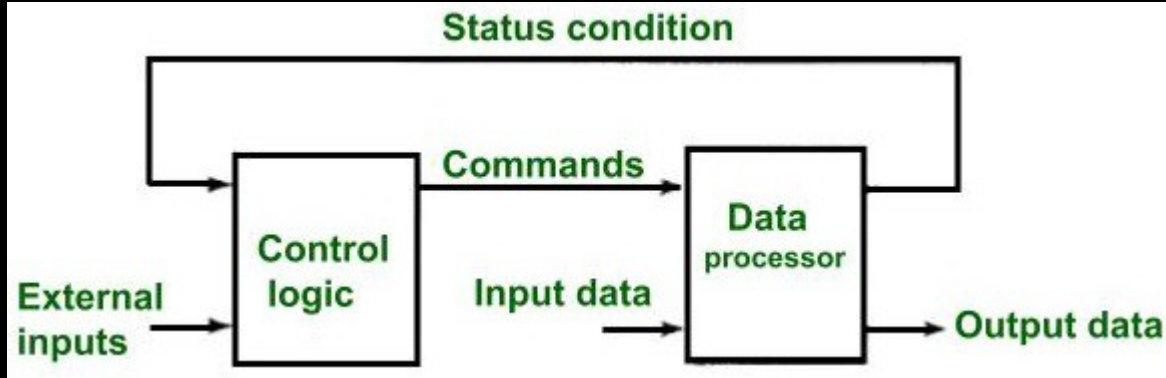 Status condition
Commands
Control
logic
Data
processor
External
inputs
Input data
Output data